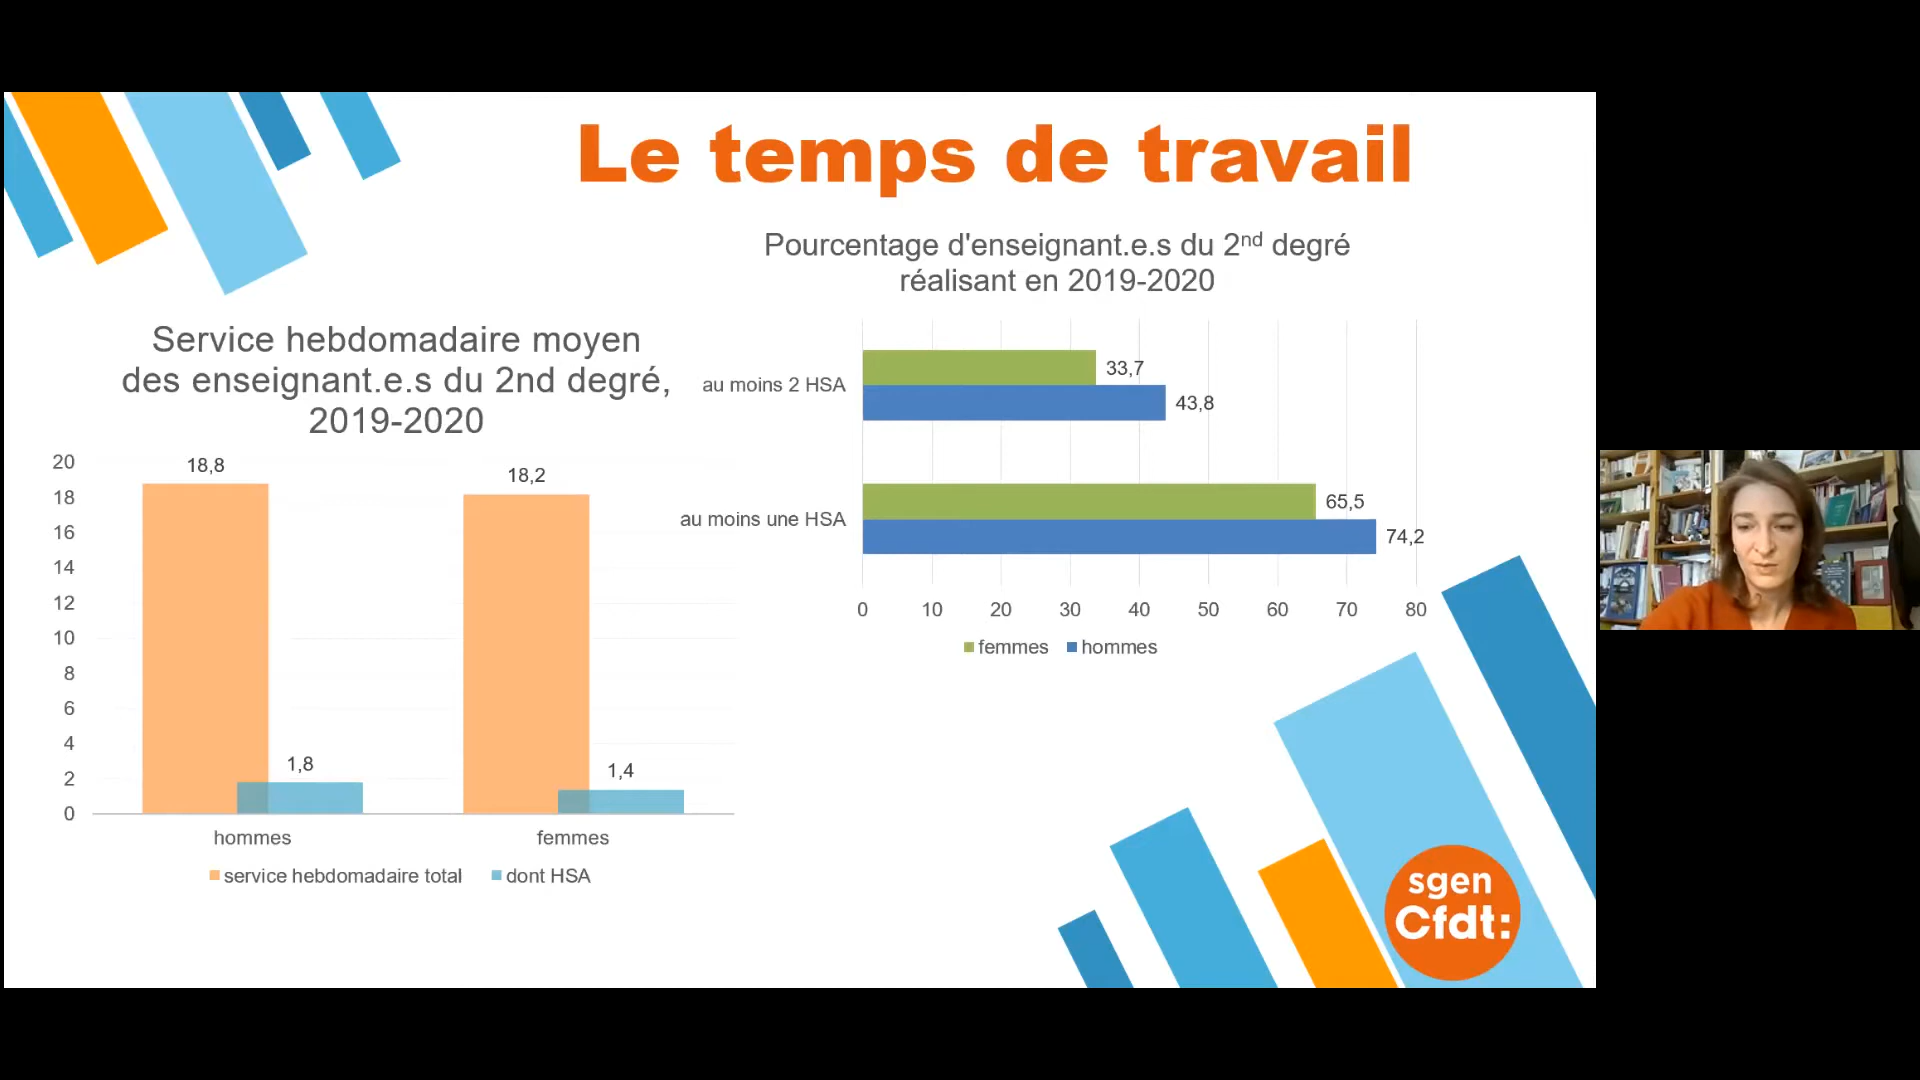 Le temps de travail
Pourcentage d'enseignant.e.s du 2nd degré
réalisant en 2019-2020
au moins 2 HSA
33,7
43,8
au moins une HSA
65,5
74,2
0 10 20 30 40 50 60 70 80
femmes hommes
Service hebdomadaire moyen
des enseignant.e.s du 2nd degré,
2019-2020
20
18
16
14
12
10
8
6
4
2
0
18,8
1,8
18,2
1,4
hommes femmes
service hebdomadaire total dont HSA
sgen
Cfdt: